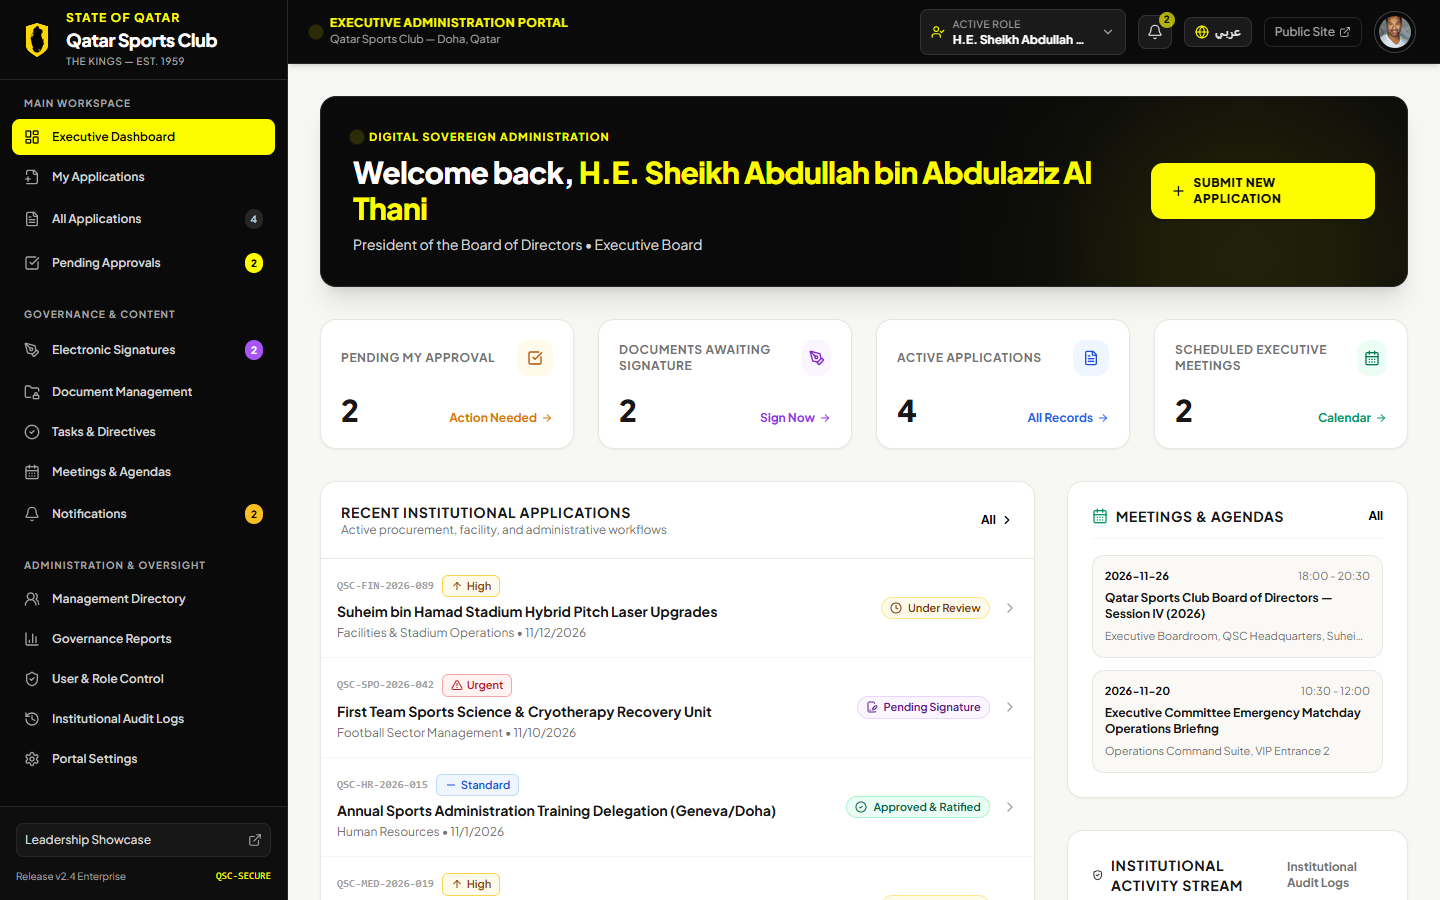 STATE OF QATAR
Qatar Sports Club
THE KINGS — EST. 1959
MAIN WORKSPACE
Executive Dashboard
My Applications
All Applications
4
Pending Approvals
2
GOVERNANCE & CONTENT
Electronic Signatures
2
Document Management
Tasks & Directives
Meetings & Agendas
Notifications
2
ADMINISTRATION & OVERSIGHT
Management Directory
Governance Reports
User & Role Control
Institutional Audit Logs
Portal Settings
Leadership Showcase
Release v2.4 Enterprise
QSC-SECURE
EXECUTIVE ADMINISTRATION PORTAL
Qatar Sports Club — Doha, Qatar
ACTIVE ROLE
H.E. Sheikh Abdullah ...
2
عربي
Public Site
DIGITAL SOVEREIGN ADMINISTRATION
Welcome back, H.E. Sheikh Abdullah bin Abdulaziz Al
Thani
President of the Board of Directors • Executive Board
SUBMIT NEW
APPLICATION
PENDING MY APPROVAL
2
Action Needed →
DOCUMENTS AWAITING
SIGNATURE
2
Sign Now →
ACTIVE APPLICATIONS
4
All Records →
SCHEDULED EXECUTIVE
MEETINGS
2
Calendar →
RECENT INSTITUTIONAL APPLICATIONS
Active procurement, facility, and administrative workflows
All
QSC-FIN-2026-089
High
Suheim bin Hamad Stadium Hybrid Pitch Laser Upgrades
Facilities & Stadium Operations • 11/12/2026
Under Review
QSC-SPO-2026-042
Urgent
First Team Sports Science & Cryotherapy Recovery Unit
Football Sector Management • 11/10/2026
Pending Signature
QSC-HR-2026-015
Standard
Annual Sports Administration Training Delegation (Geneva/Doha)
Human Resources • 11/1/2026
Approved & Ratified
QSC-MED-2026-019
High
MEETINGS & AGENDAS
All
2026-11-26
18:00 - 20:30
Qatar Sports Club Board of Directors —
Session IV (2026)
Executive Boardroom, QSC Headquarters, Suhei...
2026-11-20
10:30 - 12:00
Executive Committee Emergency Matchday
Operations Briefing
Operations Command Suite, VIP Entrance 2
INSTITUTIONAL
ACTIVITY STREAM
Institutional
Audit Logs